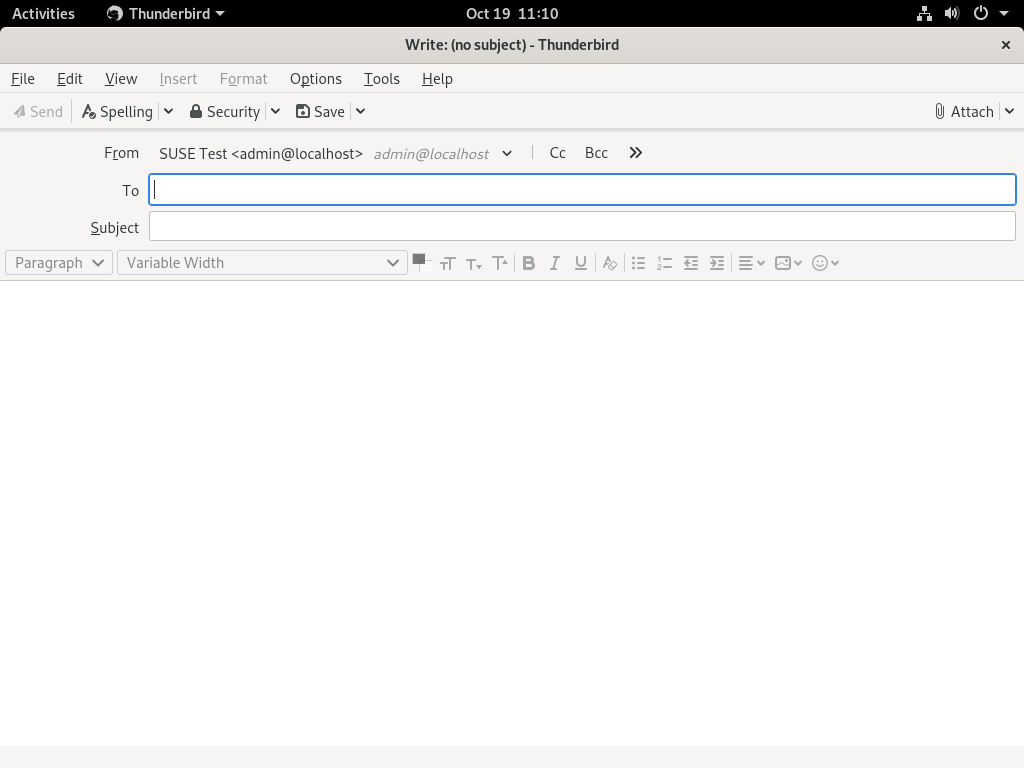 Activities Thunderbird Oct 19 11:10
Write: (no subject) - Thunderbird
File Edit View Insert Format Options Tools Help
Send Spelling Security Save Attach
From SUSE Test <admin@localhost> admin@localhost Cc Bcc
To
Subject
Paragraph Variable Width